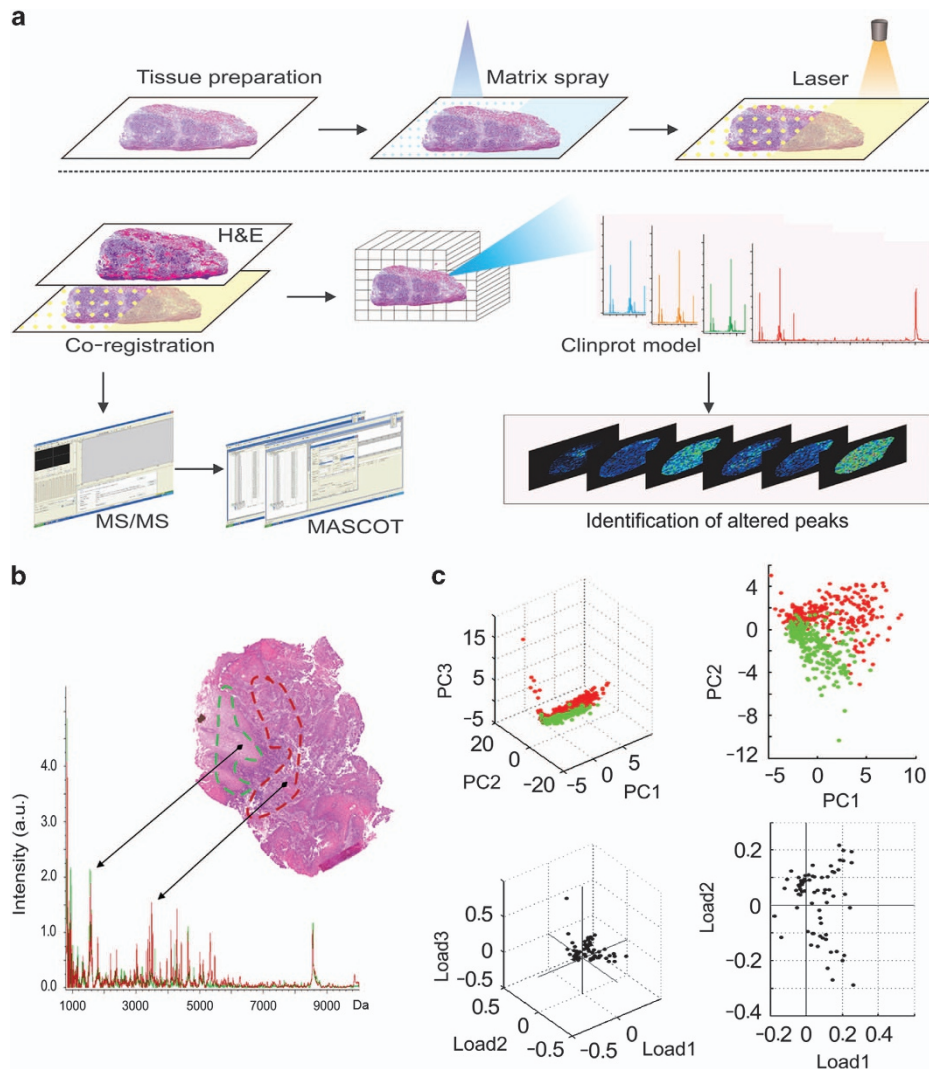 a
Tissue preparation
Matrix spray
Laser
H&E
Co-registration
Clinprot model
MS/MS
MASCOT
Identification of altered peaks
b
Intensity (a.u.)
4.0
3.0
2.0
1.0
0.0
1000 3000 5000 7000 9000 Da
c
PC3
15
5
-5
20
0
-20
PC2
-5
0
5
PC1
PC2
4
0
-4
-8
-12
-5 0 5 10
PC1
Load3
0.5
0
-0.5
0.5
0
-0.5
Load2
-0.5
0
Load1
Load2
0.2
0
-0.2
-0.4
-0.2 0 0.2 0.4
Load1